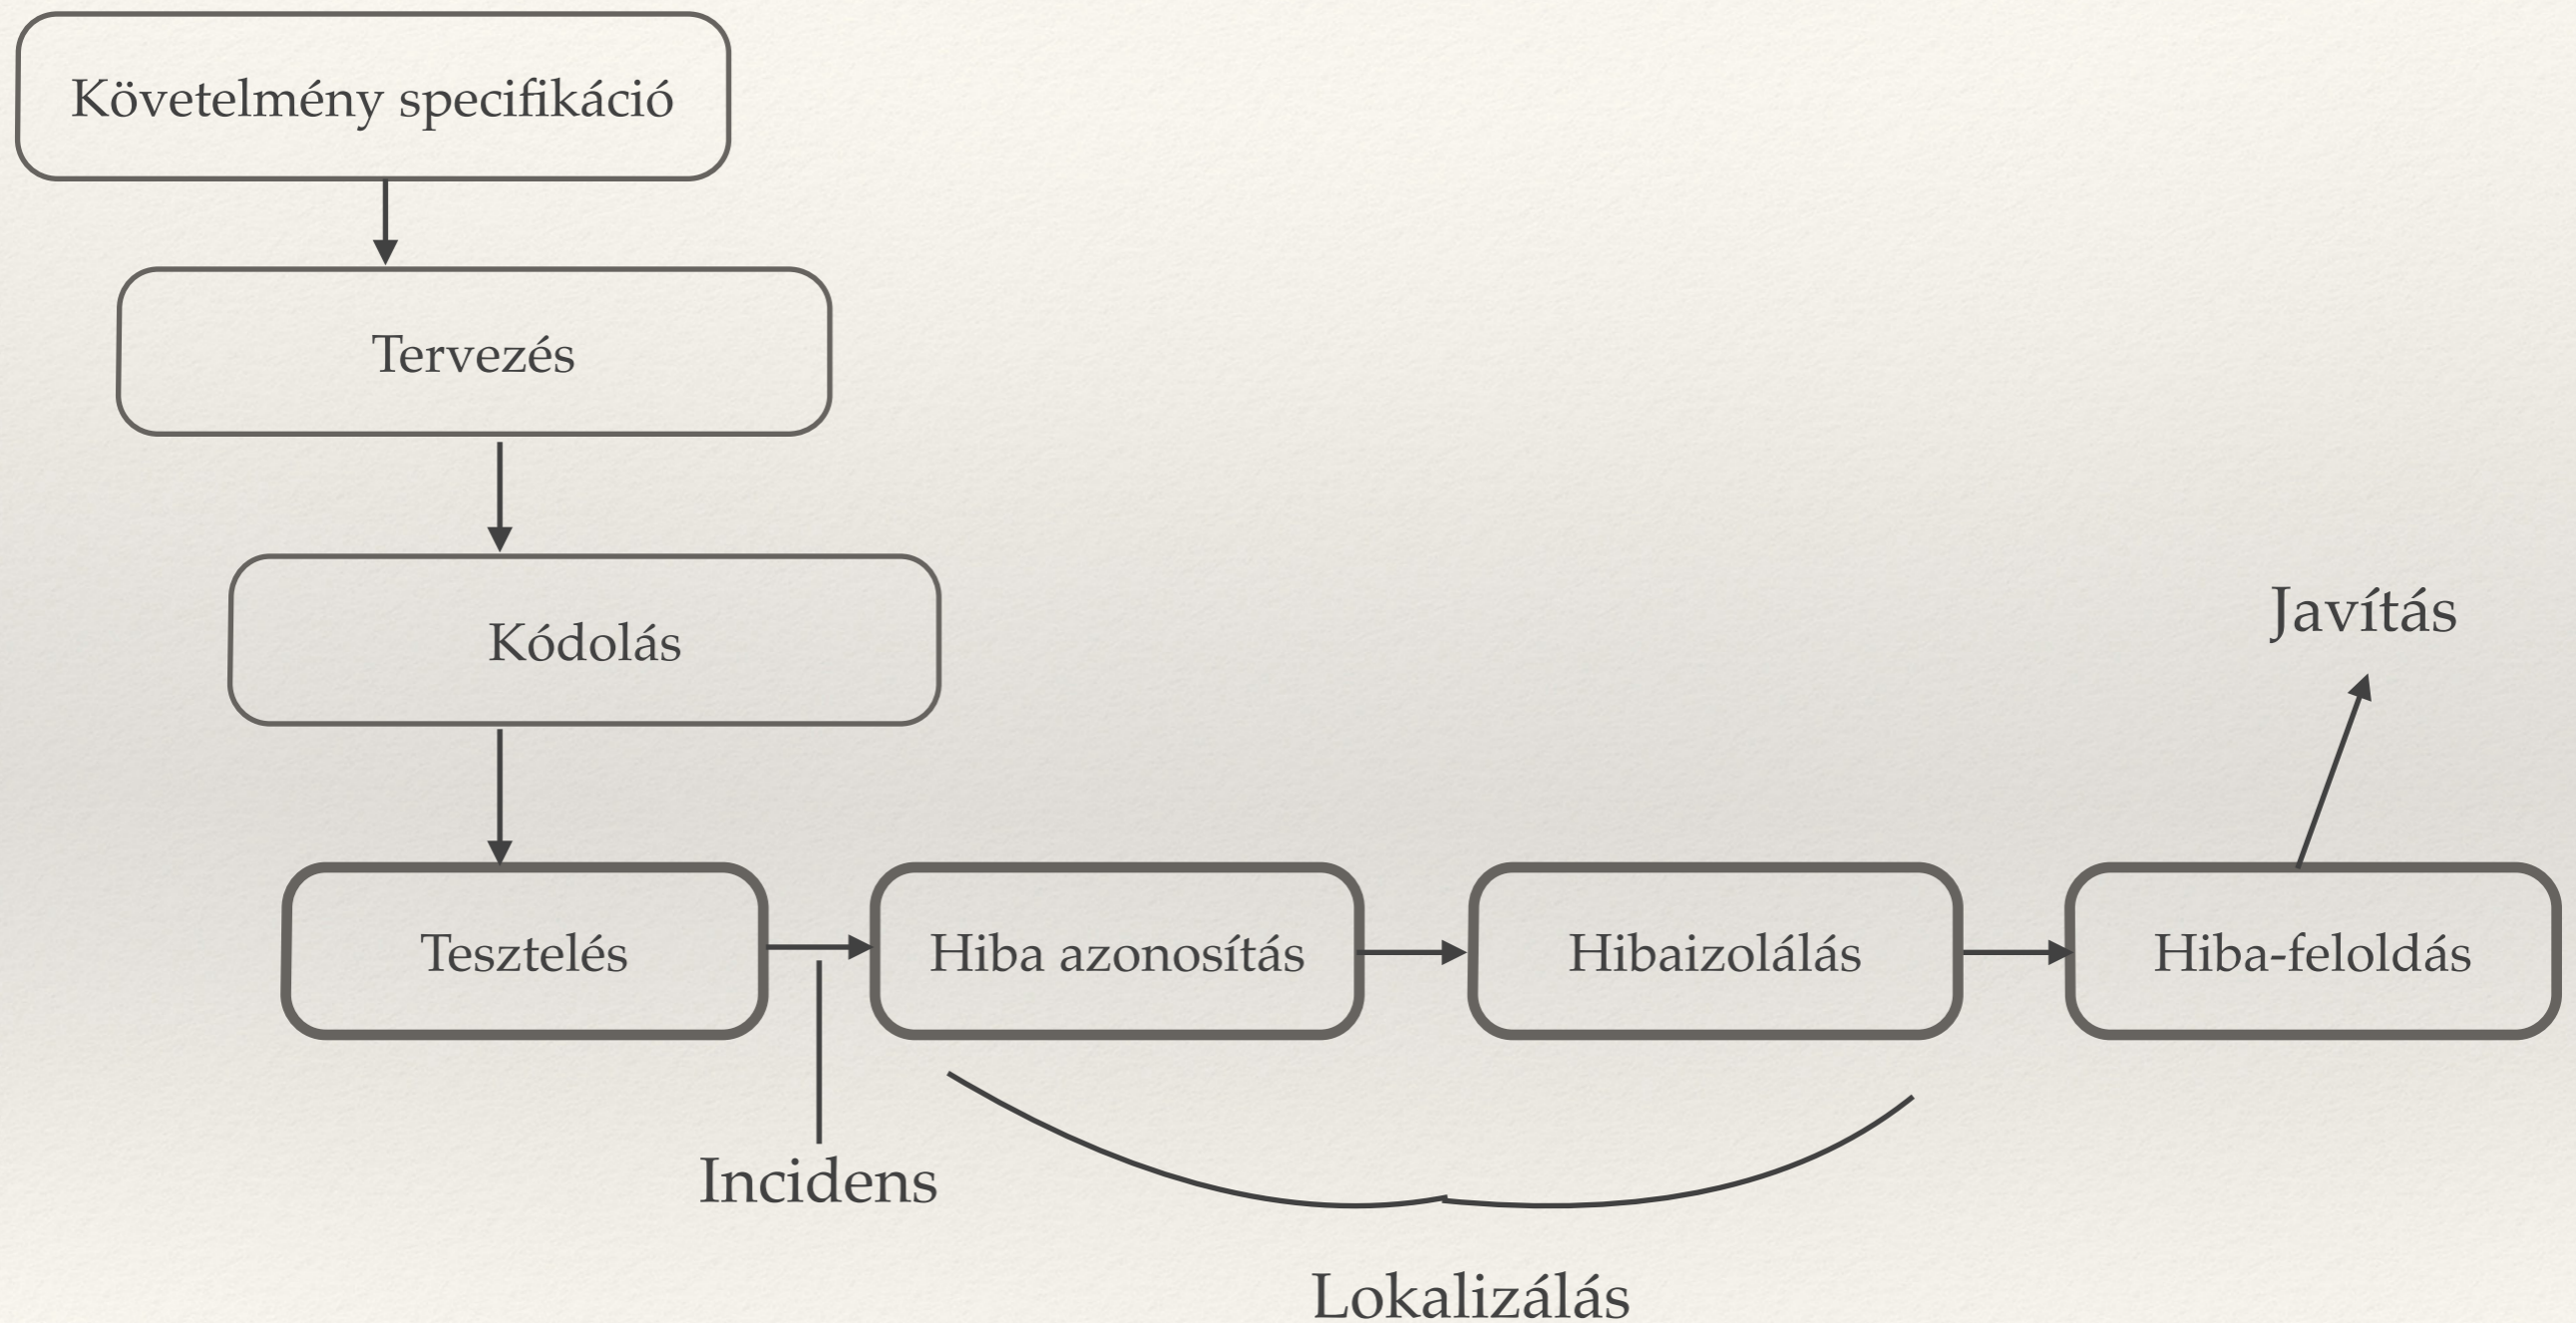 Követelmény specifikáció
Tervezés
Kódolás
Javítás
Tesztelés
Hiba azonosítás
Hibaizolálás
Hiba-feloldás
Incidens
Lokalizálás